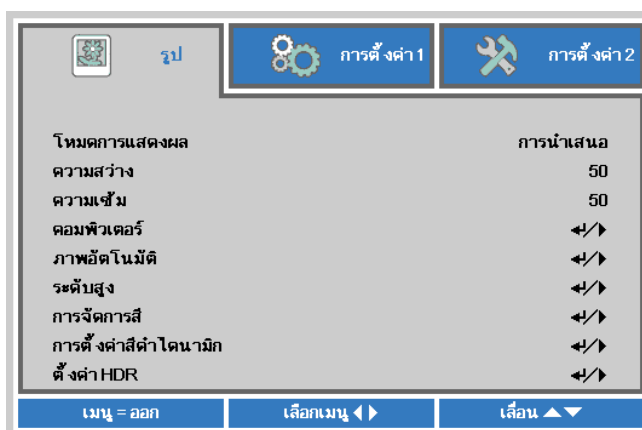 รูป
การตั้งค่า 1
การตั้งค่า 2
โหมดการแสดงผล การนำเสนอ
ความสว่าง 50
ความเข้ม 50
คอมพิวเตอร์ ↵/▶
ภาพอัตโนมัติ ↵/▶
ระดับสูง ↵/▶
การจัดการสี ↵/▶
การตั้งค่าสีดำไดนามิก ↵/▶
ตั้งค่า HDR ↵/▶
เมนู = ออก
เลือกเมนู ◀ ▶
เลื่อน ▲ ▼